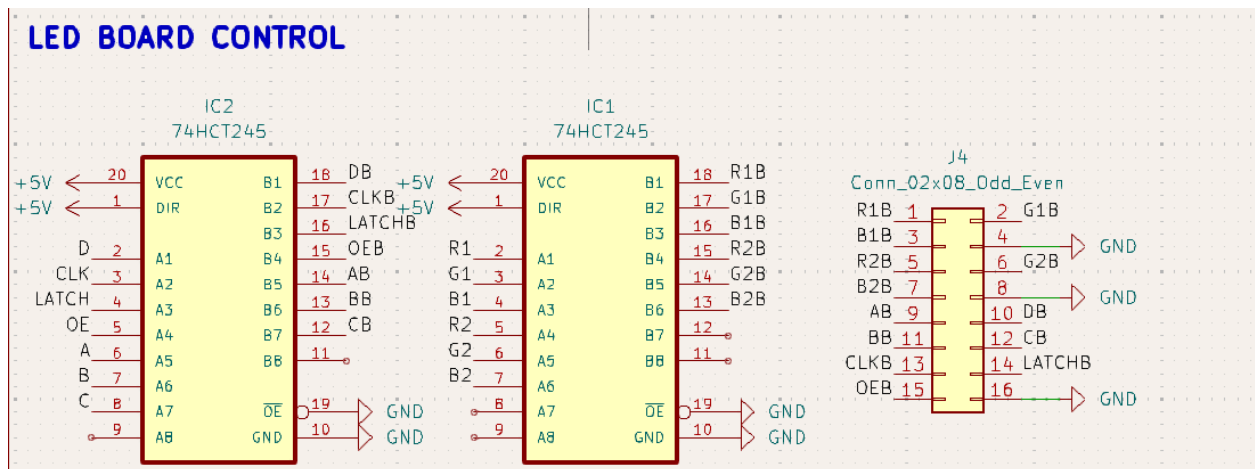 LED BOARD CONTROL
IC2
74HCT245
+5V 20 VCC B1 18 DB
+5V 1 DIR B2 17 CLKB
B3 16 LATCHB
D 2 A1 B4 15 OEB
CLK 3 A2 B5 14 AB
LATCH 4 A3 B6 13 BB
OE 5 A4 B7 12 CB
A 6 A5 B8 11
B 7 A6
C 8 A7 OE 19 GND
9 A8 GND 10 GND
IC1
74HCT245
+5V 20 VCC B1 18 R1B
+5V 1 DIR B2 17 G1B
B3 16 B1B
R1 2 A1 B4 15 R2B
G1 3 A2 B5 14 G2B
B1 4 A3 B6 13 B2B
R2 5 A4 B7 12
G2 6 A5 B8 11
B2 7 A6
8 A7 OE 19 GND
9 A8 GND 10 GND
J4
Conn_02x08_Odd_Even
R1B 1 2 G1B
B1B 3 4 GND
R2B 5 6 G2B
B2B 7 8 GND
AB 9 10 DB
BB 11 12 CB
CLKB 13 14 LATCHB
OEB 15 16 GND